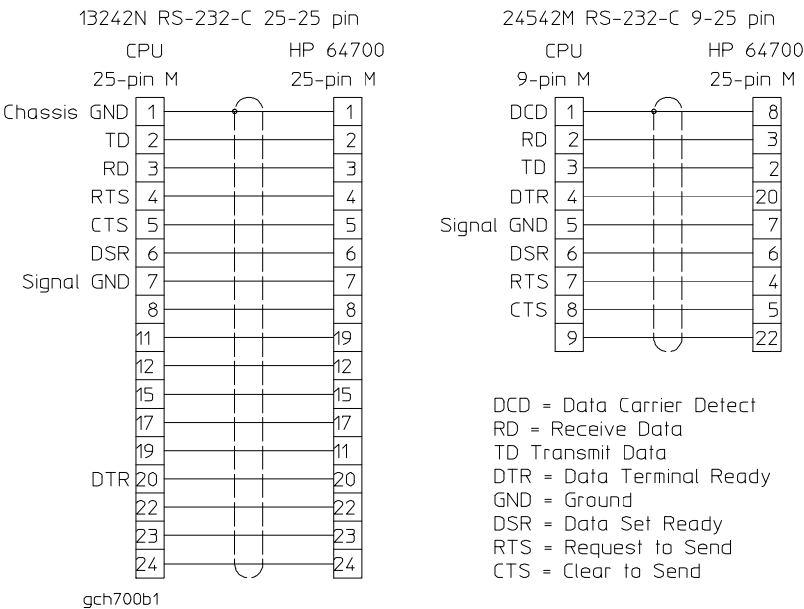 13242N RS-232-C 25-25 pin
CPU HP 64700
25-pin M 25-pin M
Chassis GND 1 1
TD 2 2
RD 3 3
RTS 4 4
CTS 5 5
DSR 6 6
Signal GND 7 7
8 8
11 19
12 12
15 15
17 17
19 11
DTR 20 20
22 22
23 23
24 24
gch700b1
24542M RS-232-C 9-25 pin
CPU HP 64700
9-pin M 25-pin M
DCD 1 8
RD 2 3
TD 3 2
DTR 4 20
Signal GND 5 7
DSR 6 6
RTS 7 4
CTS 8 5
9 22
DCD = Data Carrier Detect
RD = Receive Data
TD Transmit Data
DTR = Data Terminal Ready
GND = Ground
DSR = Data Set Ready
RTS = Request to Send
CTS = Clear to Send